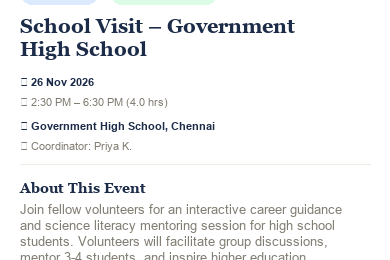 School Visit – Government
High School
26 Nov 2026
2:30 PM – 6:30 PM (4.0 hrs)
Government High School, Chennai
Coordinator: Priya K.
About This Event
Join fellow volunteers for an interactive career guidance
and science literacy mentoring session for high school
students. Volunteers will facilitate group discussions,
mentor 3-4 students, and inspire higher education